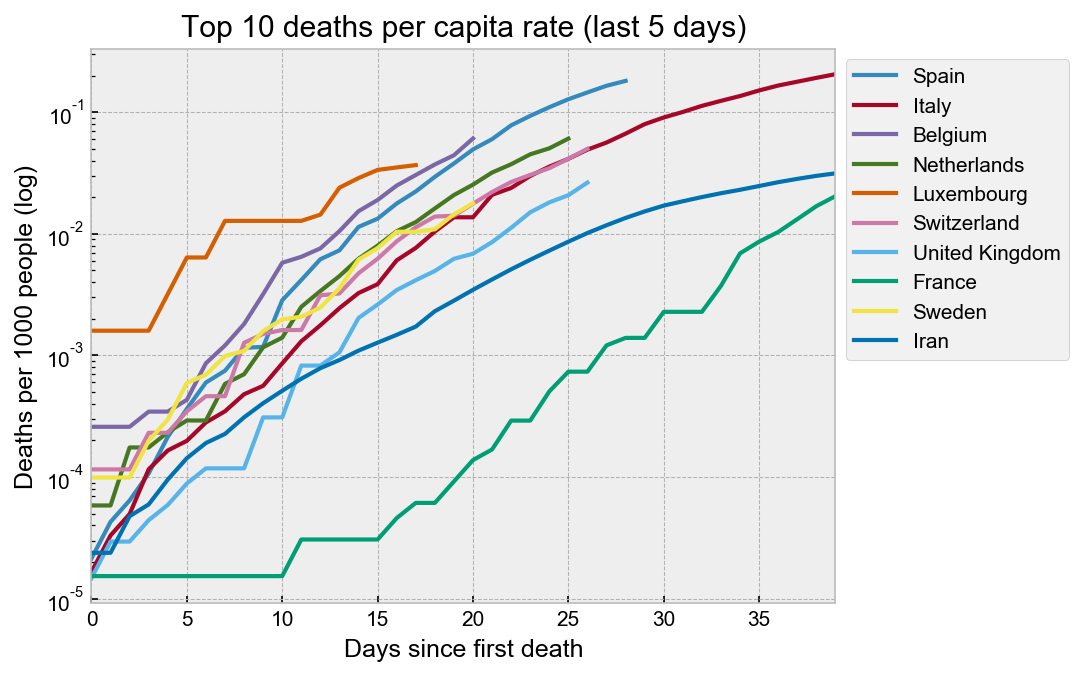 Top 10 deaths per capita rate (last 5 days)
Deaths per 1000 people (log)
10^-1
10^-2
10^-3
10^-4
10^-5
0 5 10 15 20 25 30 35
Days since first death
Spain
Italy
Belgium
Netherlands
Luxembourg
Switzerland
United Kingdom
France
Sweden
Iran